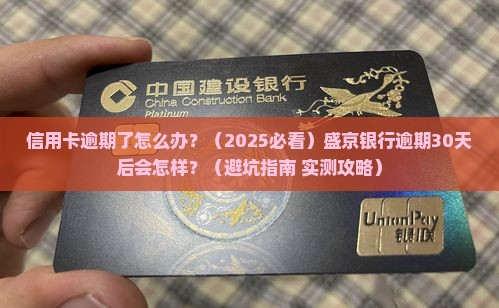 中国建设银行
China Construction Bank
Platinum
信用卡逾期了怎么办？（2025必看）盛京银行逾期30天
后会怎样？（避坑指南 实测攻略）
UnionPay
银联